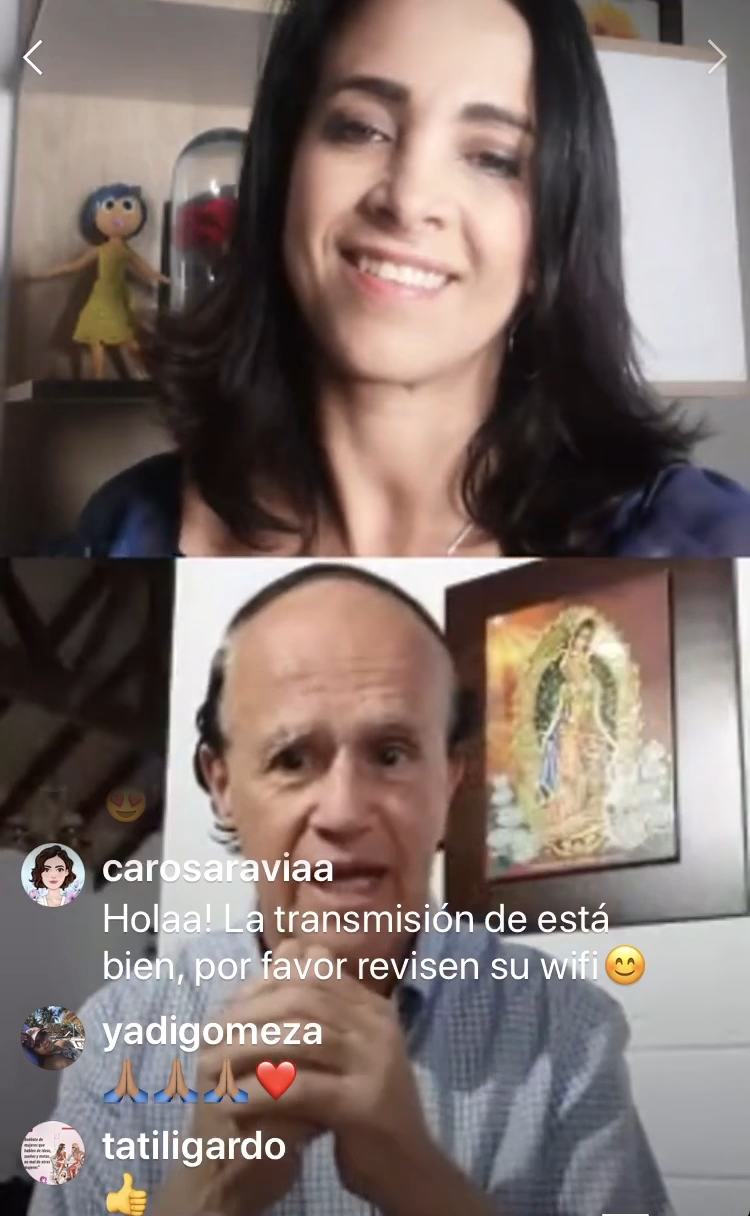 carosaraviaa
Holaa! La transmisión de está
bien, por favor revisen su wifi😊
yadigomeza
🙏🏽🙏🏽🙏🏽❤️
tatiligardo
👍